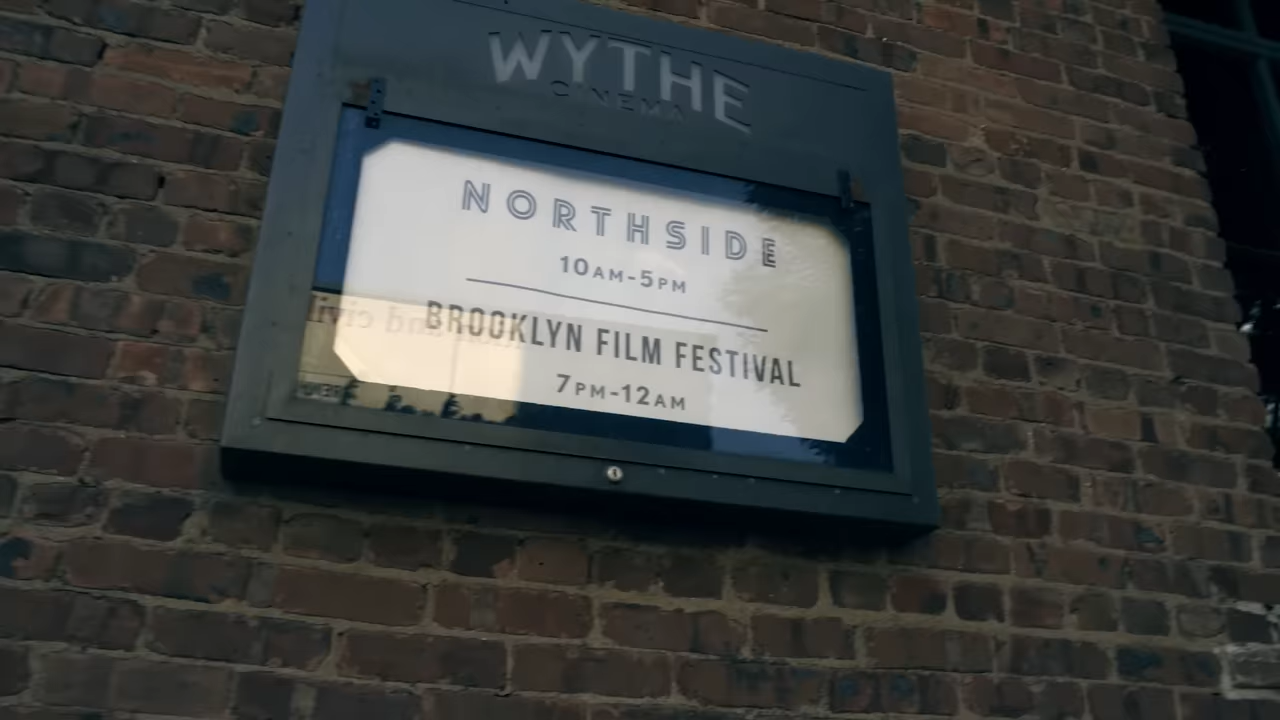 WYTHE
CINEMA
NORTHSIDE
10AM-5PM
BROOKLYN FILM FESTIVAL
7PM-12AM